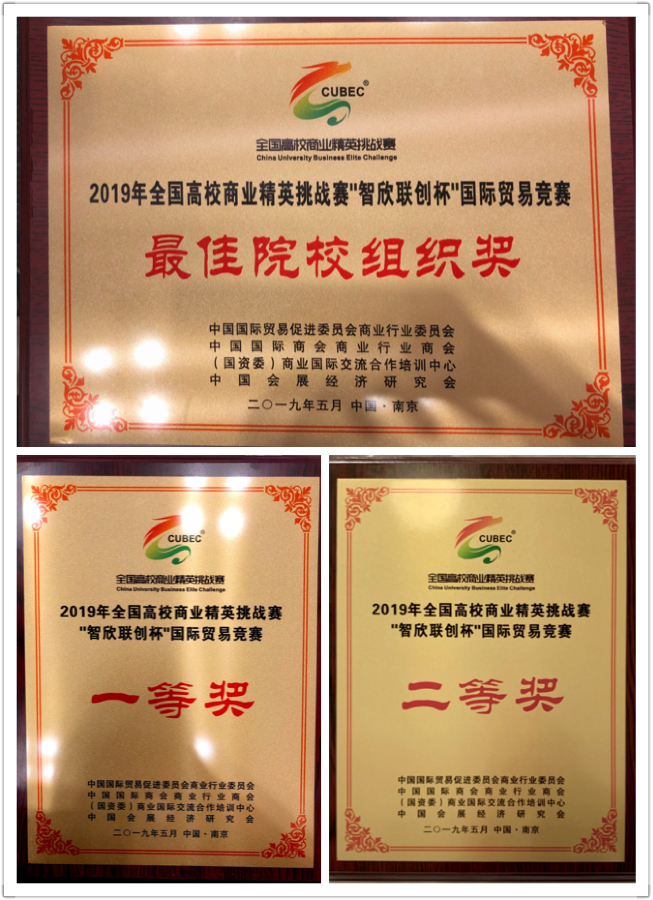 CUBEC®
全国高校商业精英挑战赛
China University Business Elite Challenge
2019年全国高校商业精英挑战赛"智欣联创杯"国际贸易竞赛
最佳院校组织奖
中国国际贸易促进委员会商业行业委员会
中国国际商会商业行业商会
（国资委）商业国际交流合作培训中心
中国会展经济研究会
二〇一九年五月 中国·南京
CUBEC®
全国高校商业精英挑战赛
China University Business Elite Challenge
2019年全国高校商业精英挑战赛
"智欣联创杯"国际贸易竞赛
一等奖
中国国际贸易促进委员会商业行业委员会
中国国际商会商业行业商会
（国资委）商业国际交流合作培训中心
中国会展经济研究会
二〇一九年五月 中国·南京
CUBEC®
全国高校商业精英挑战赛
China University Business Elite Challenge
2019年全国高校商业精英挑战赛
"智欣联创杯"国际贸易竞赛
二等奖
中国国际贸易促进委员会商业行业委员会
中国国际商会商业行业商会
（国资委）商业国际交流合作培训中心
中国会展经济研究会
二〇一九年五月 中国·南京